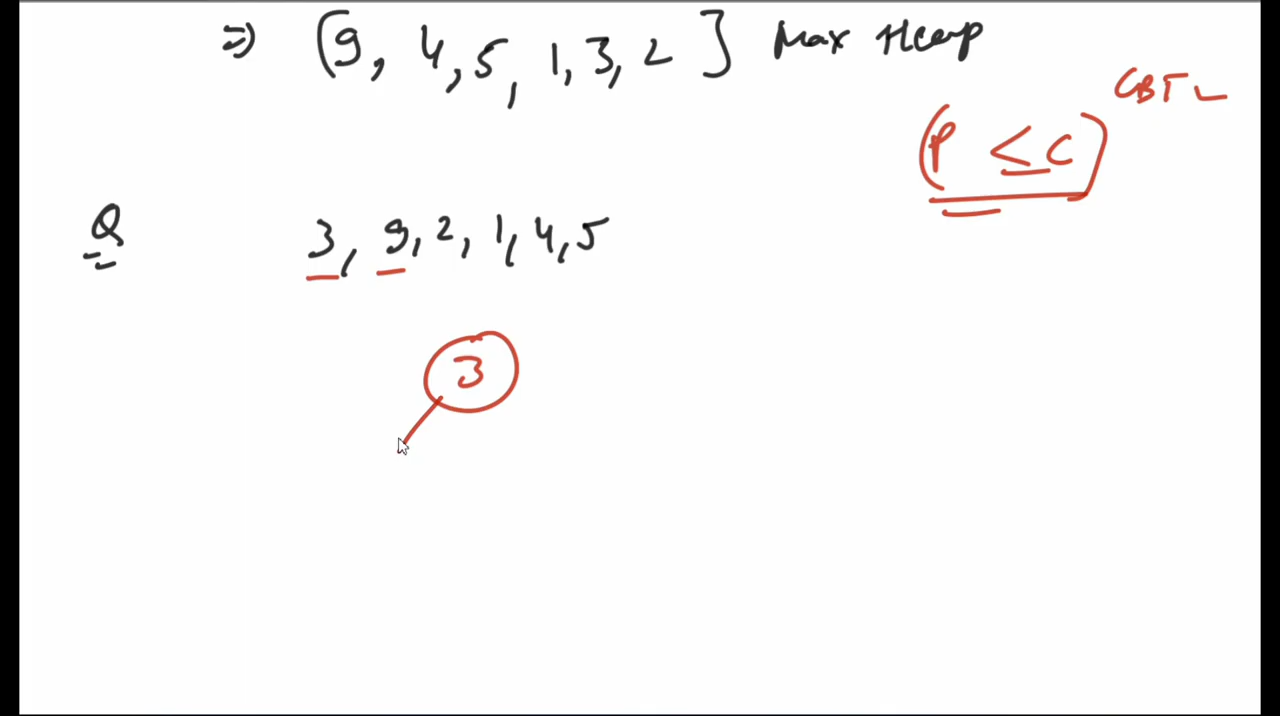 => [9, 4, 5, 1, 3, 2] Max Heap
CBT
(P ≤ C)
Q 3, 9, 2, 1, 4, 5
3